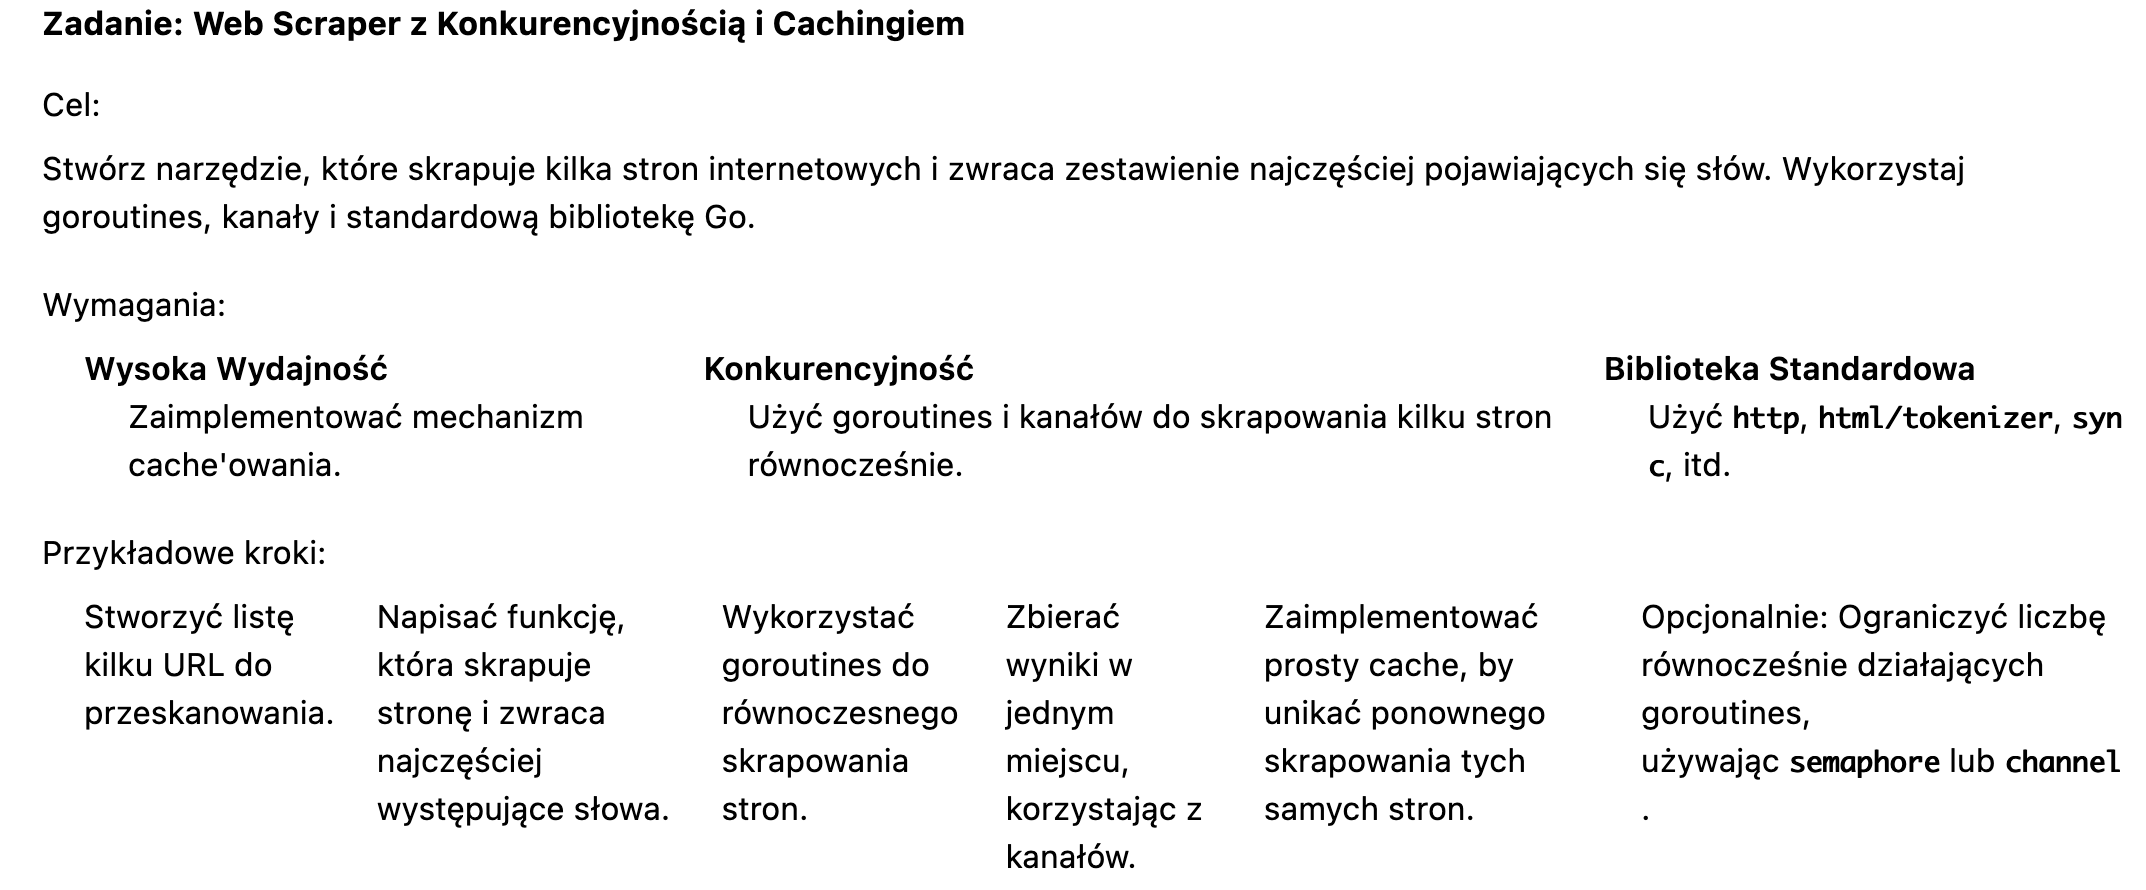 Zadanie: Web Scraper z Konkurencyjnością i Cachingiem
Cel:
Stwórz narzędzie, które skrapuje kilka stron internetowych i zwraca zestawienie najczęściej pojawiających się słów. Wykorzystaj
goroutines, kanały i standardową bibliotekę Go.
Wymagania:
Wysoka Wydajność
Zaimplementować mechanizm
cache'owania.
Konkurencyjność
Użyć goroutines i kanałów do skrapowania kilku stron
równocześnie.
Biblioteka Standardowa
Użyć http, html/tokenizer, syn
c, itd.
Przykładowe kroki:
Stworzyć listę
kilku URL do
przeskanowania.
Napisać funkcję,
która skrapuje
stronę i zwraca
najczęściej
występujące słowa.
Wykorzystać
goroutines do
równoczesnego
skrapowania
stron.
Zbierać
wyniki w
jednym
miejscu,
korzystając z
kanałów.
Zaimplementować
prosty cache, by
unikać ponownego
skrapowania tych
samych stron.
Opcjonalnie: Ograniczyć liczbę
równocześnie działających
goroutines,
używając semaphore lub channel
.